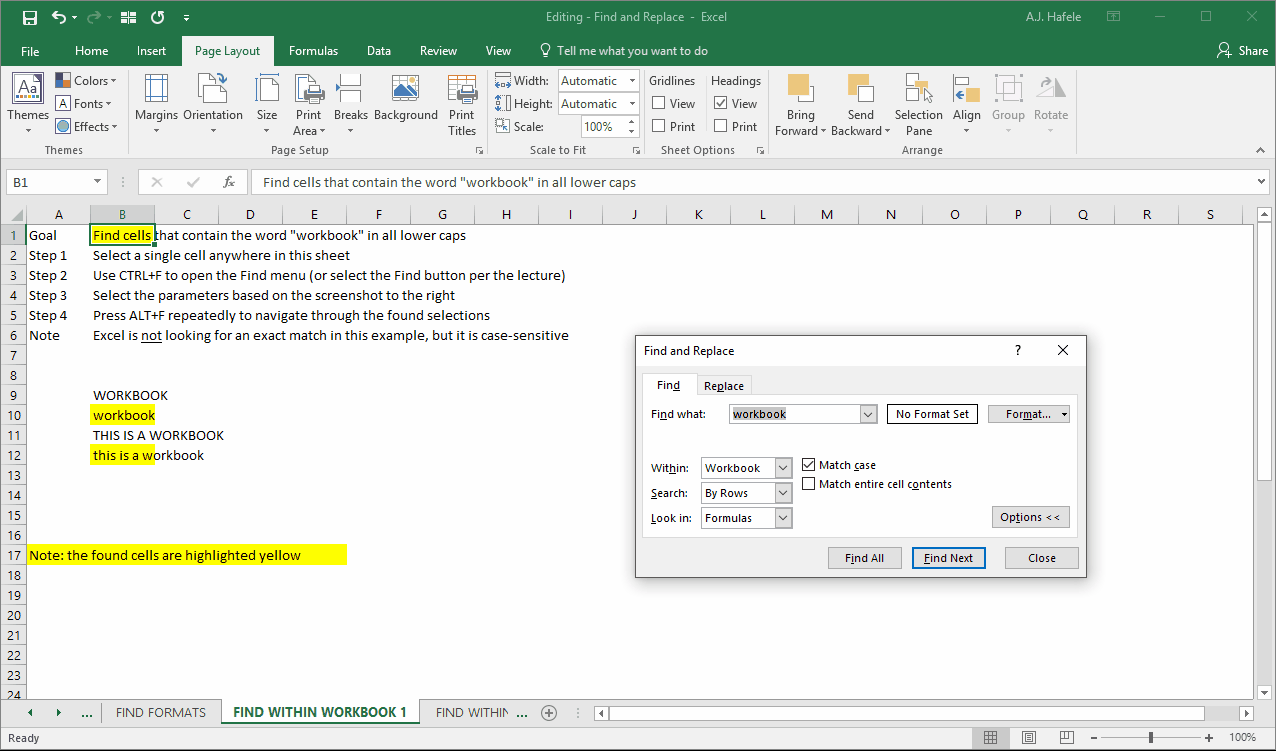 Editing - Find and Replace - Excel
A.J. Hafele
File Home Insert Page Layout Formulas Data Review View Tell me what you want to do Share
Themes
Colors
Fonts
Effects
Themes
Margins Orientation Size Print Area Breaks Background Print Titles
Page Setup
Width: Automatic
Height: Automatic
Scale: 100%
Scale to Fit
Gridlines Headings
View View
Print Print
Sheet Options
Bring Forward Send Backward Selection Pane Align Group Rotate
Arrange
B1 fx Find cells that contain the word "workbook" in all lower caps
A B C D E F G H I J K L M N O P Q R S
1 Goal Find cells that contain the word "workbook" in all lower caps
2 Step 1 Select a single cell anywhere in this sheet
3 Step 2 Use CTRL+F to open the Find menu (or select the Find button per the lecture)
4 Step 3 Select the parameters based on the screenshot to the right
5 Step 4 Press ALT+F repeatedly to navigate through the found selections
6 Note Excel is not looking for an exact match in this example, but it is case-sensitive
7
8
9 WORKBOOK
10 workbook
11 THIS IS A WORKBOOK
12 this is a workbook
13
14
15
16
17 Note: the found cells are highlighted yellow
18
19
20
21
22
23
24
Find and Replace ?
Find Replace
Find what: workbook No Format Set Format...
Within: Workbook Match case
Search: By Rows Match entire cell contents
Look in: Formulas Options <<
Find All Find Next Close
... FIND FORMATS FIND WITHIN WORKBOOK 1 FIND WITHIN ...
Ready 100%